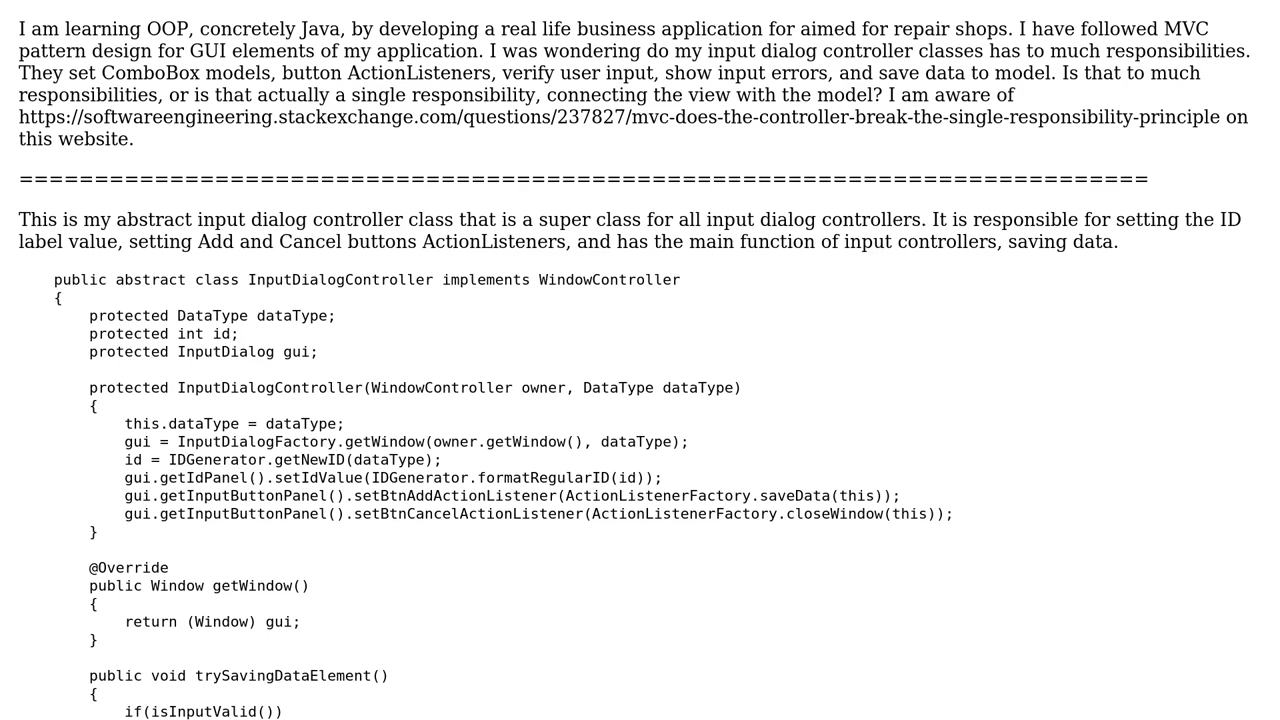 I am learning OOP, concretely Java, by developing a real life business application for aimed for repair shops. I have followed MVC
pattern design for GUI elements of my application. I was wondering do my input dialog controller classes has to much responsibilities.
They set ComboBox models, button ActionListeners, verify user input, show input errors, and save data to model. Is that to much
responsibilities, or is that actually a single responsibility, connecting the view with the model? I am aware of
https://softwareengineering.stackexchange.com/questions/237827/mvc-does-the-controller-break-the-single-responsibility-principle on
this website.
===========================================================================
This is my abstract input dialog controller class that is a super class for all input dialog controllers. It is responsible for setting the ID
label value, setting Add and Cancel buttons ActionListeners, and has the main function of input controllers, saving data.
public abstract class InputDialogController implements WindowController
{
    protected DataType dataType;
    protected int id;
    protected InputDialog gui;
    protected InputDialogController(WindowController owner, DataType dataType)
    {
        this.dataType = dataType;
        gui = InputDialogFactory.getWindow(owner.getWindow(), dataType);
        id = IDGenerator.getNewID(dataType);
        gui.getIdPanel().setIdValue(IDGenerator.formatRegularID(id));
        gui.getInputButtonPanel().setBtnAddActionListener(ActionListenerFactory.saveData(this));
        gui.getInputButtonPanel().setBtnCancelActionListener(ActionListenerFactory.closeWindow(this));
    }
    @Override
    public Window getWindow()
    {
        return (Window) gui;
    }
    public void trySavingDataElement()
    {
        if(isInputValid())